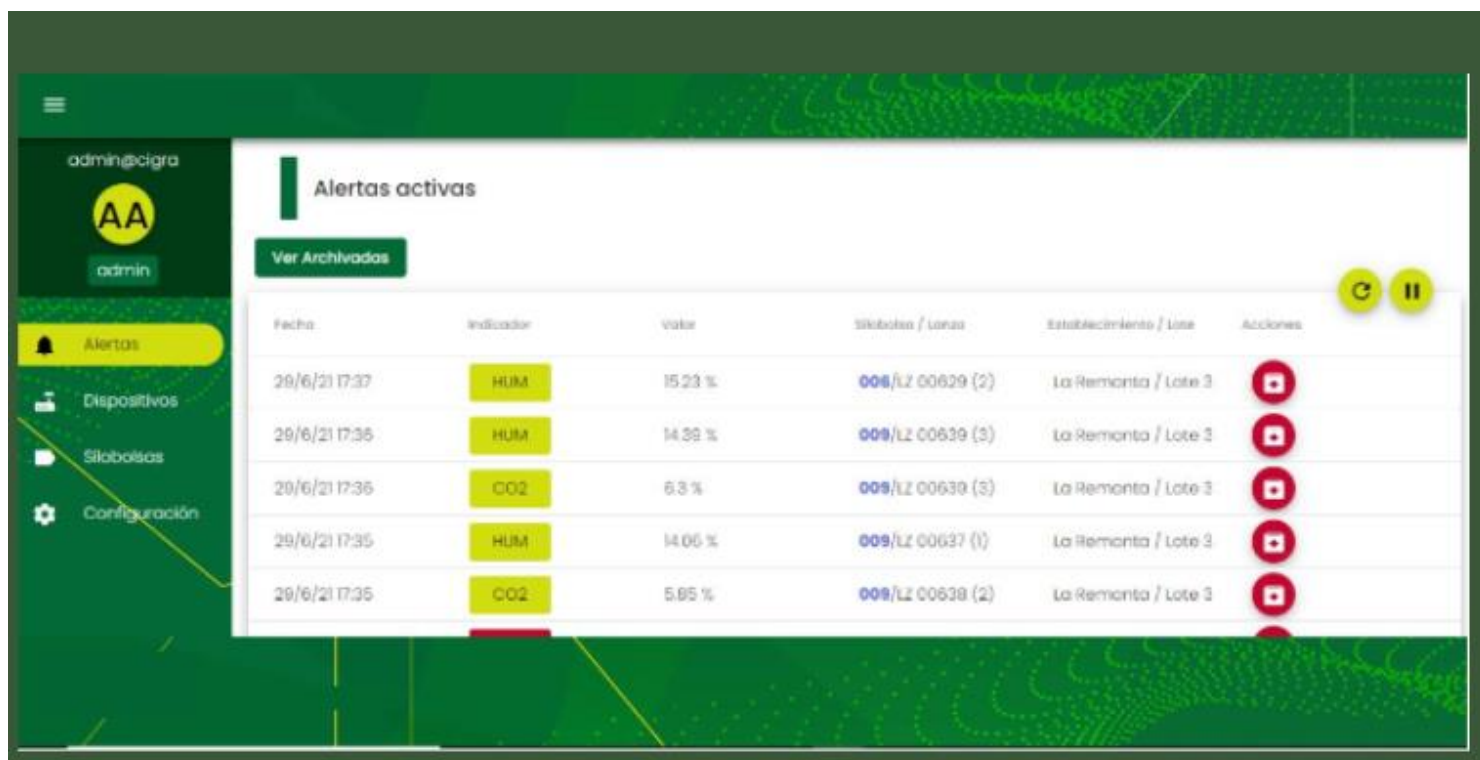 admin@cigra
AA
admin
Alertas
Dispositivos
Silobolsas
Configuración
Alertas activas
Ver Archivadas
Fecha Indicador Valor Silobolsa / Lanza Establecimiento / Lote Acciones
29/6/21 17:37 HUM 15.23 % 006/LZ 00629 (2) La Remonta / Lote 3
29/6/21 17:36 HUM 14.39 % 009/LZ 00639 (3) La Remonta / Lote 3
29/6/21 17:36 CO2 6.3 % 009/LZ 00639 (3) La Remonta / Lote 3
29/6/21 17:35 HUM 14.06 % 009/LZ 00637 (1) La Remonta / Lote 3
29/6/21 17:35 CO2 5.85 % 009/LZ 00638 (2) La Remonta / Lote 3